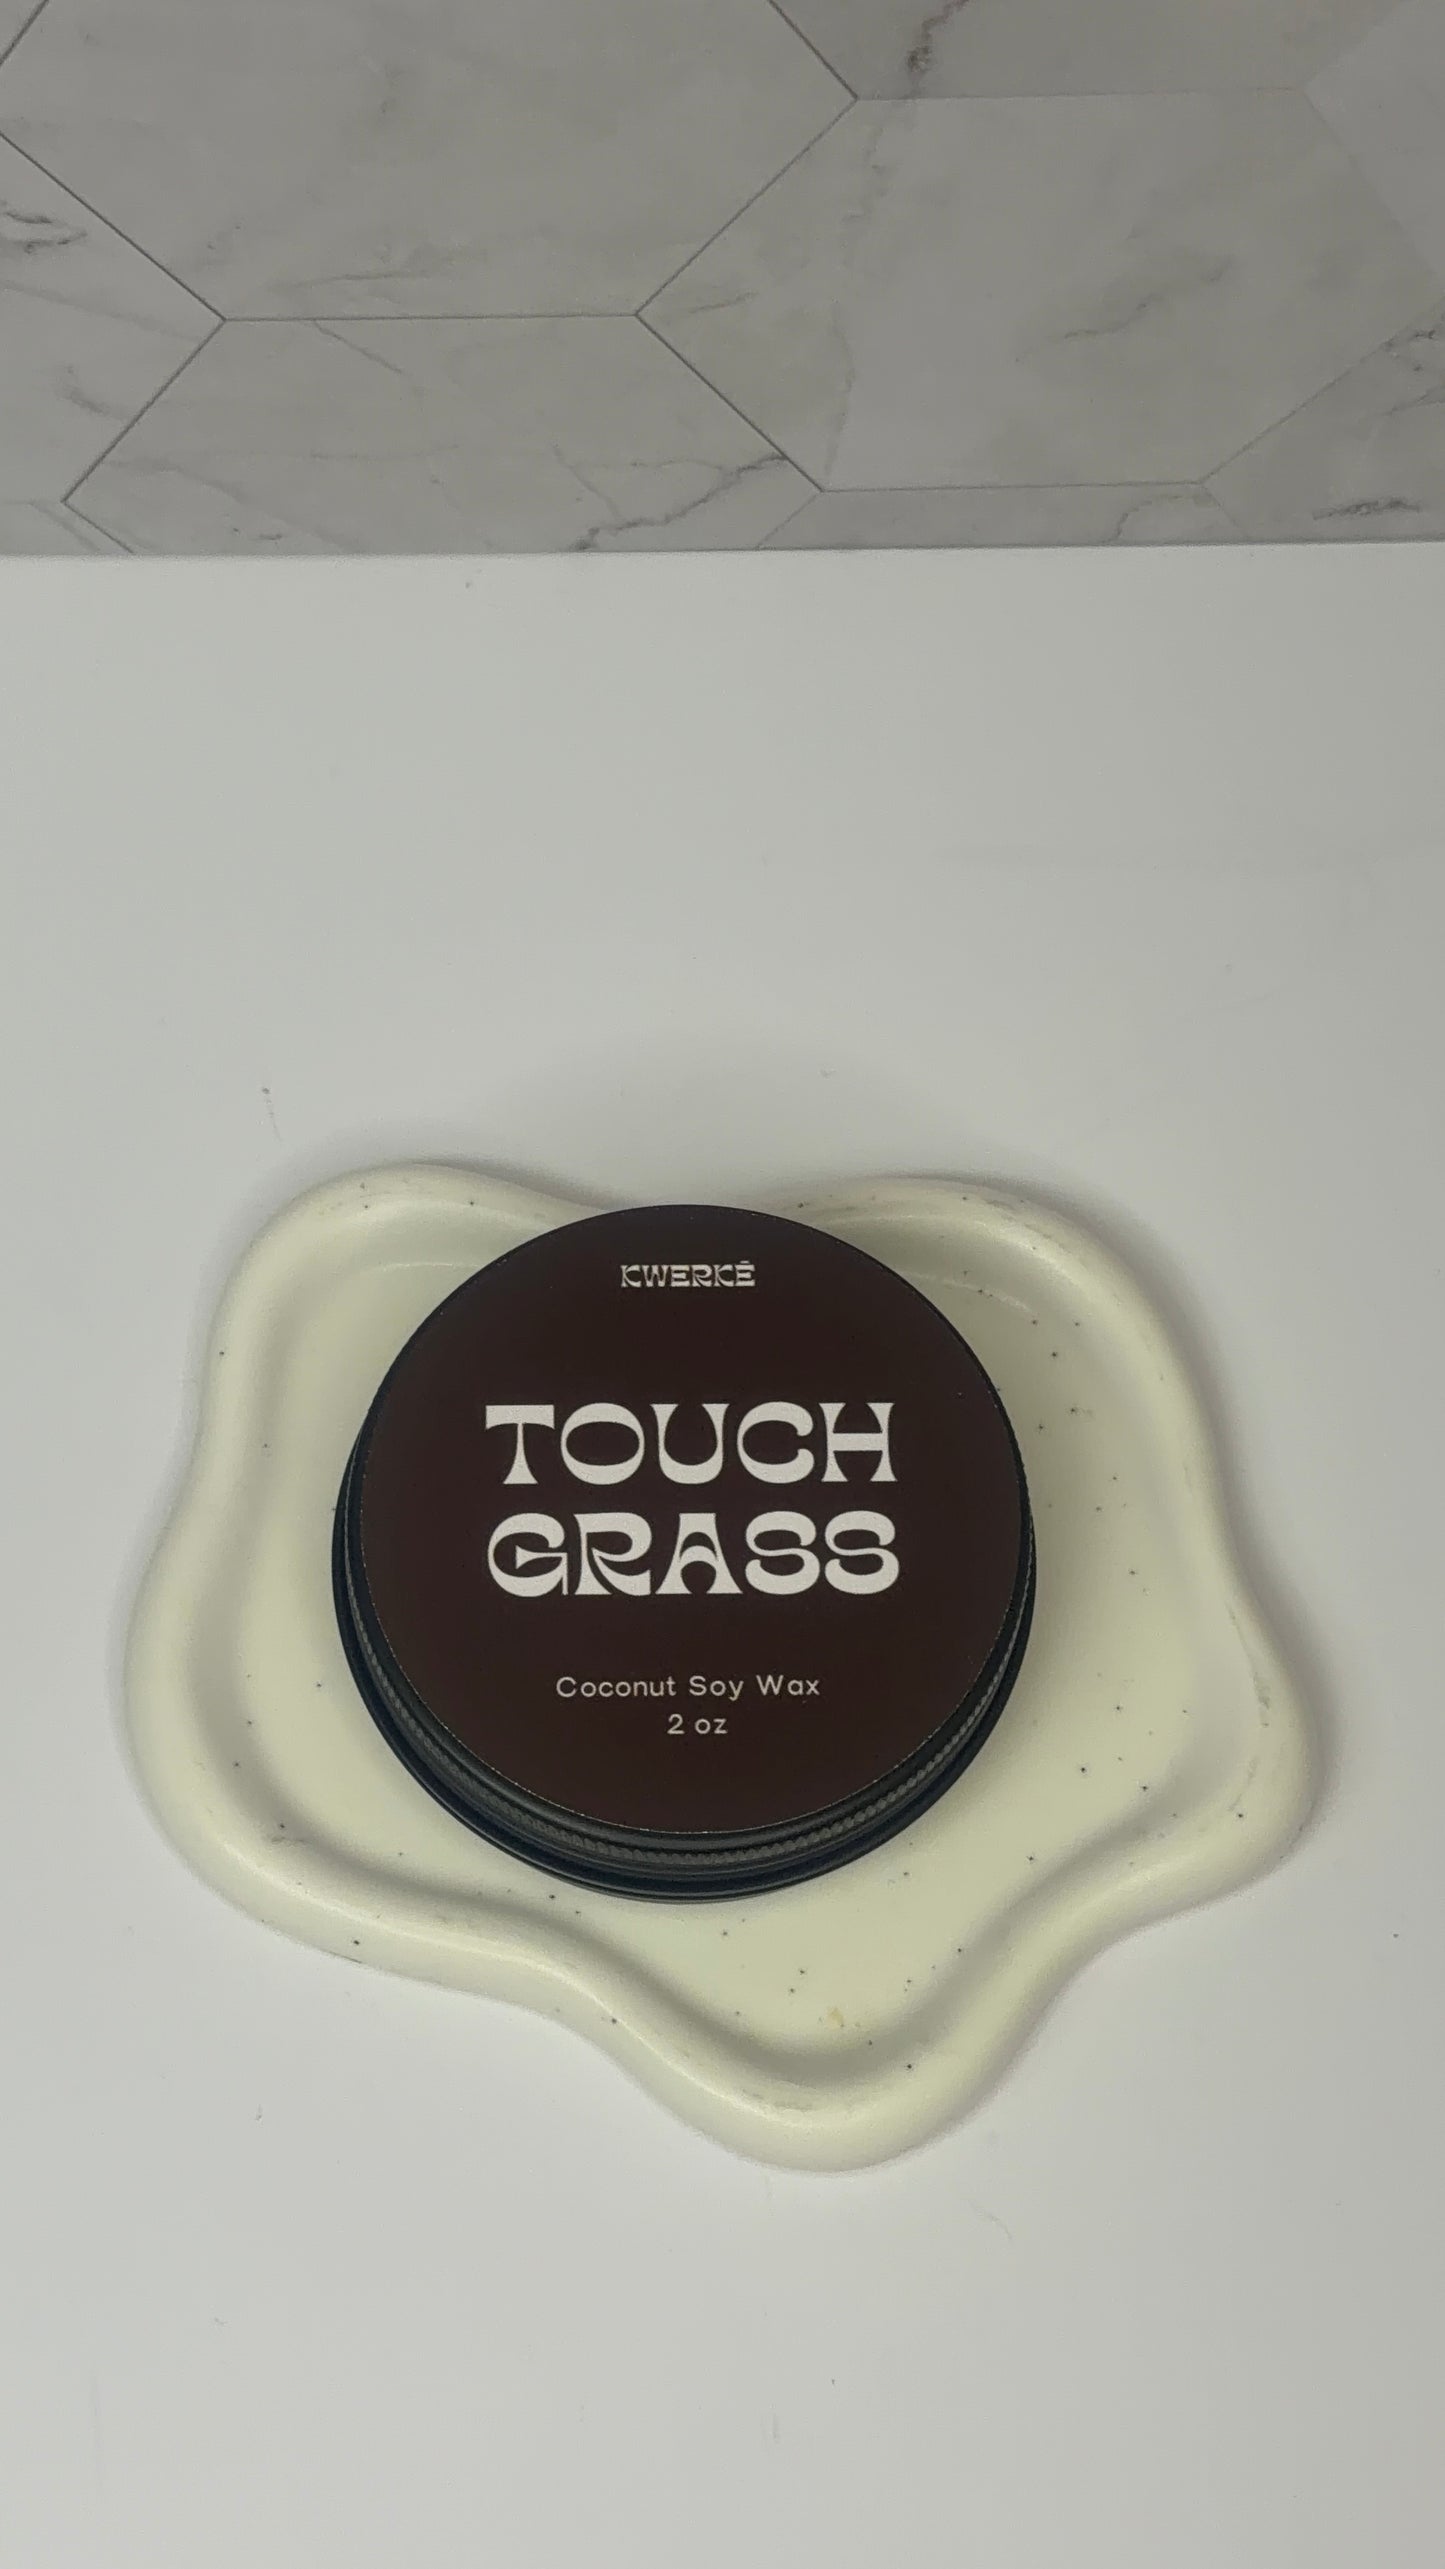 KWERKĒ
TOUCH
GRASS
Coconut Soy Wax
2 oz